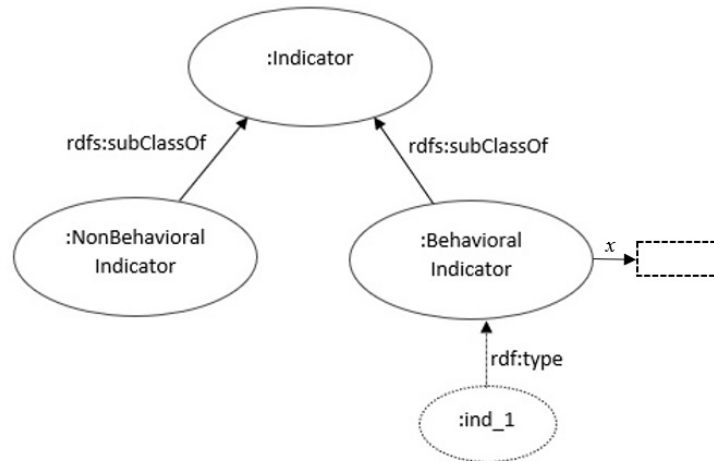 :Indicator
rdfs:subClassOf
rdfs:subClassOf
:NonBehavioral
Indicator
:Behavioral
Indicator
x
rdf:type
:ind_1